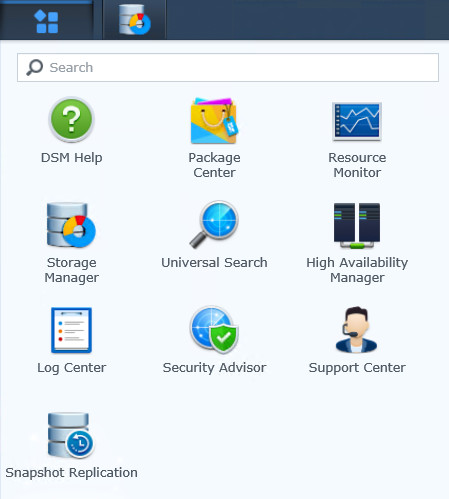 Search
DSM Help
Package
Center
Resource
Monitor
Storage
Manager
Universal Search
High Availability
Manager
Log Center
Security Advisor
Support Center
Snapshot Replication